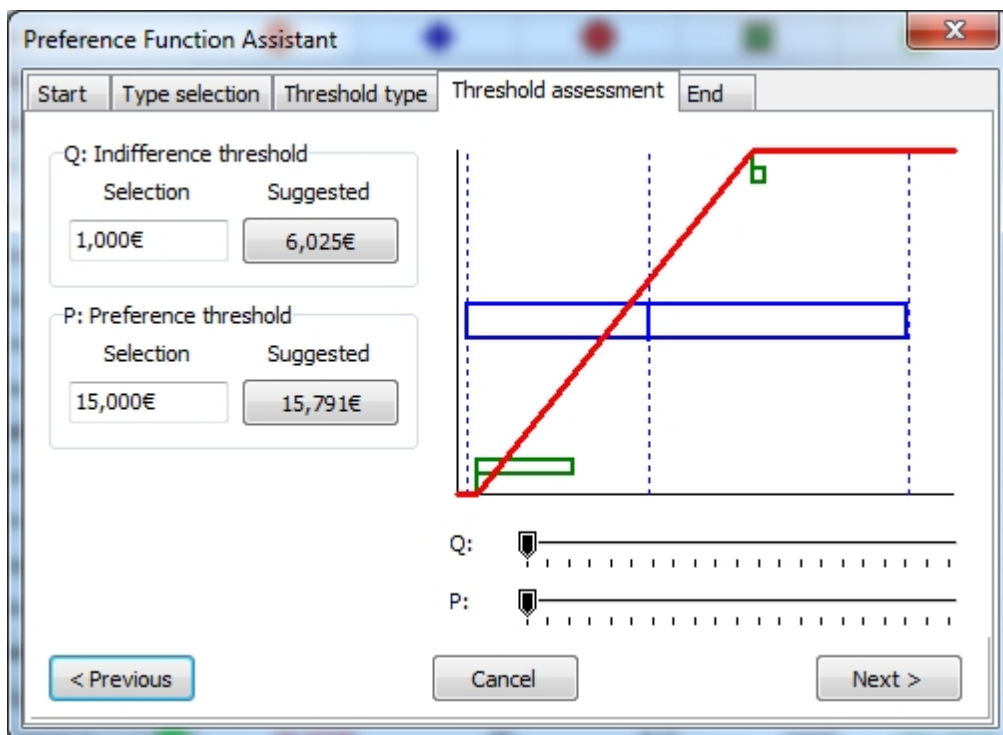 Preference Function Assistant
Start Type selection Threshold type Threshold assessment End
Q: Indifference threshold
Selection Suggested
1,000€ 6,025€
P: Preference threshold
Selection Suggested
15,000€ 15,791€
Q:
P:
< Previous Cancel Next >